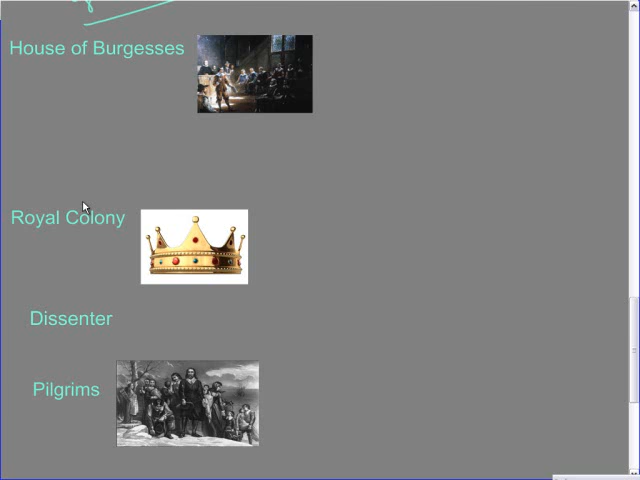 House of Burgesses
Royal Colony
Dissenter
Pilgrims